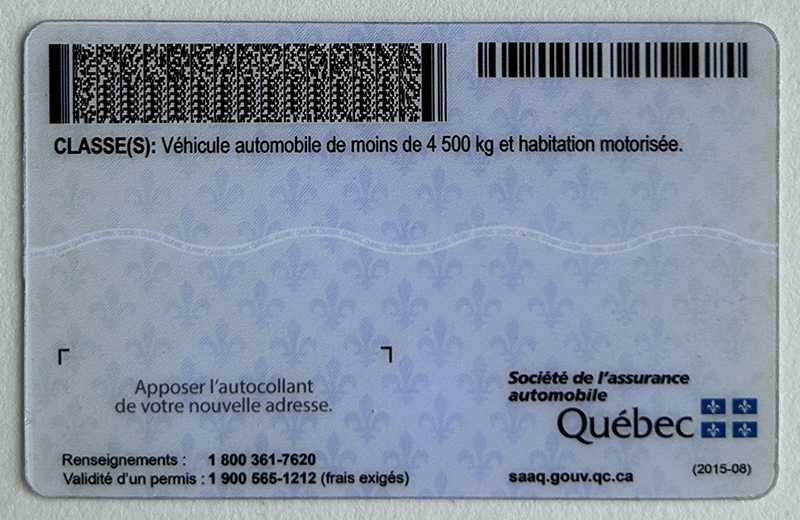 CLASSE(S): Véhicule automobile de moins de 4 500 kg et habitation motorisée.
Apposer l'autocollant
de votre nouvelle adresse.
Société de l'assurance
automobile
Québec
Renseignements : 1 800 361-7620
Validité d'un permis : 1 900 565-1212 (frais exigés)
saaq.gouv.qc.ca
(2015-08)